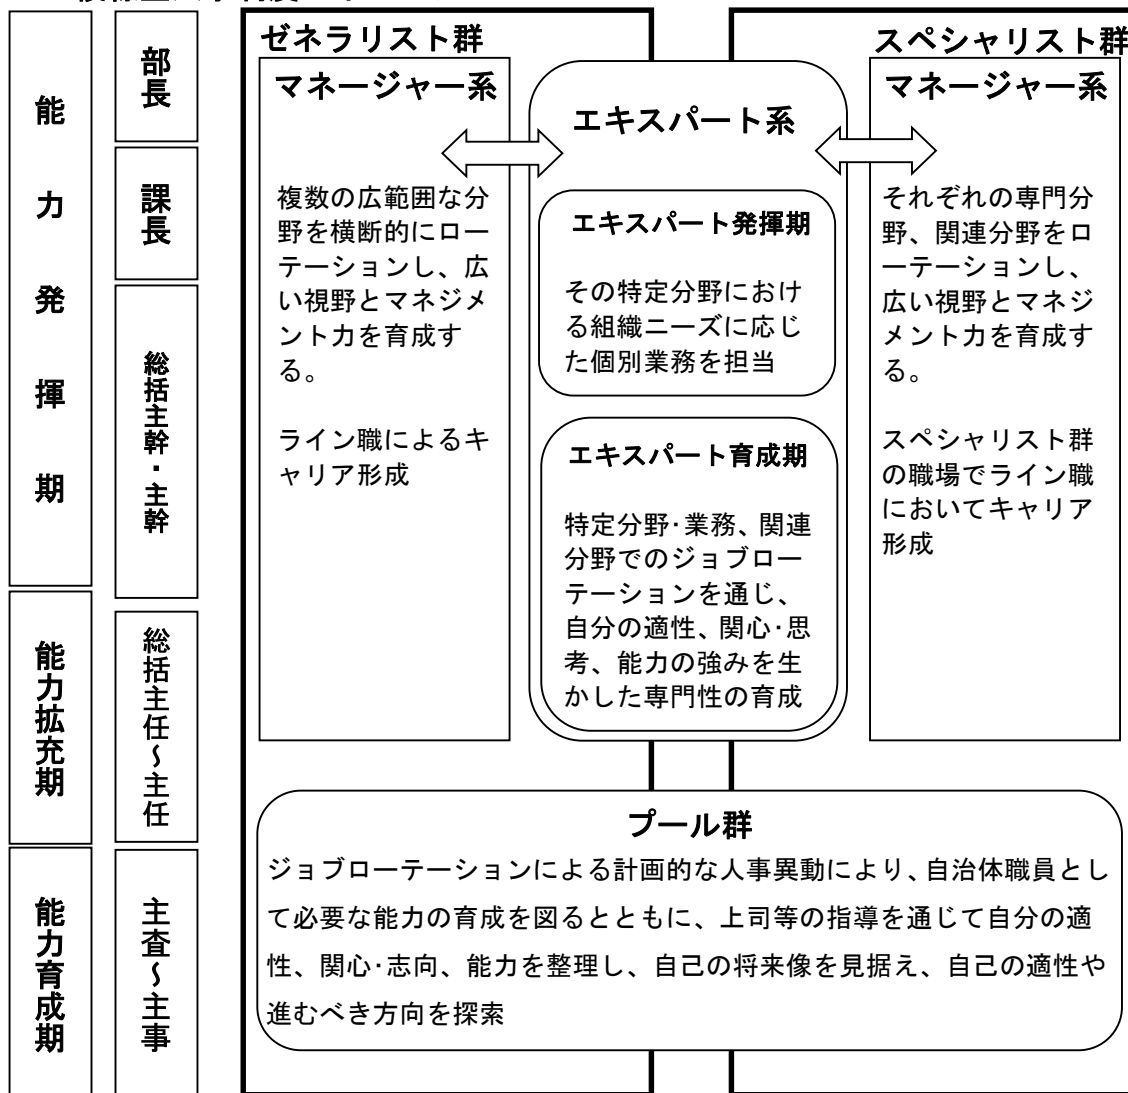 能力発揮期
能力拡充期
能力育成期
部長
課長
総括主幹・主幹
総括主任～主任
主査～主事
ゼネラリスト群
マネージャー系
複数の広範囲な分
野を横断的にロー
テーションし、広
い視野とマネジメ
ント力を育成す
る。
ライン職によるキ
ャリア形成
エキスパート系
エキスパート発揮期
その特定分野におけ
る組織ニーズに応じ
た個別業務を担当
エキスパート育成期
特定分野･業務、関連
分野でのジョブロー
テーションを通じ、
自分の適性、関心･思
考、能力の強みを生
かした専門性の育成
スペシャリスト群
マネージャー系
それぞれの専門分
野、関連分野をロ
ーテーションし、
広い視野とマネジ
メント力を育成す
る。
スペシャリスト群
の職場でライン職
においてキャリア
形成
プール群
ジョブローテーションによる計画的な人事異動により、自治体職員とし
て必要な能力の育成を図るとともに、上司等の指導を通じて自分の適
性、関心･志向、能力を整理し、自己の将来像を見据え、自己の適性や
進むべき方向を探索